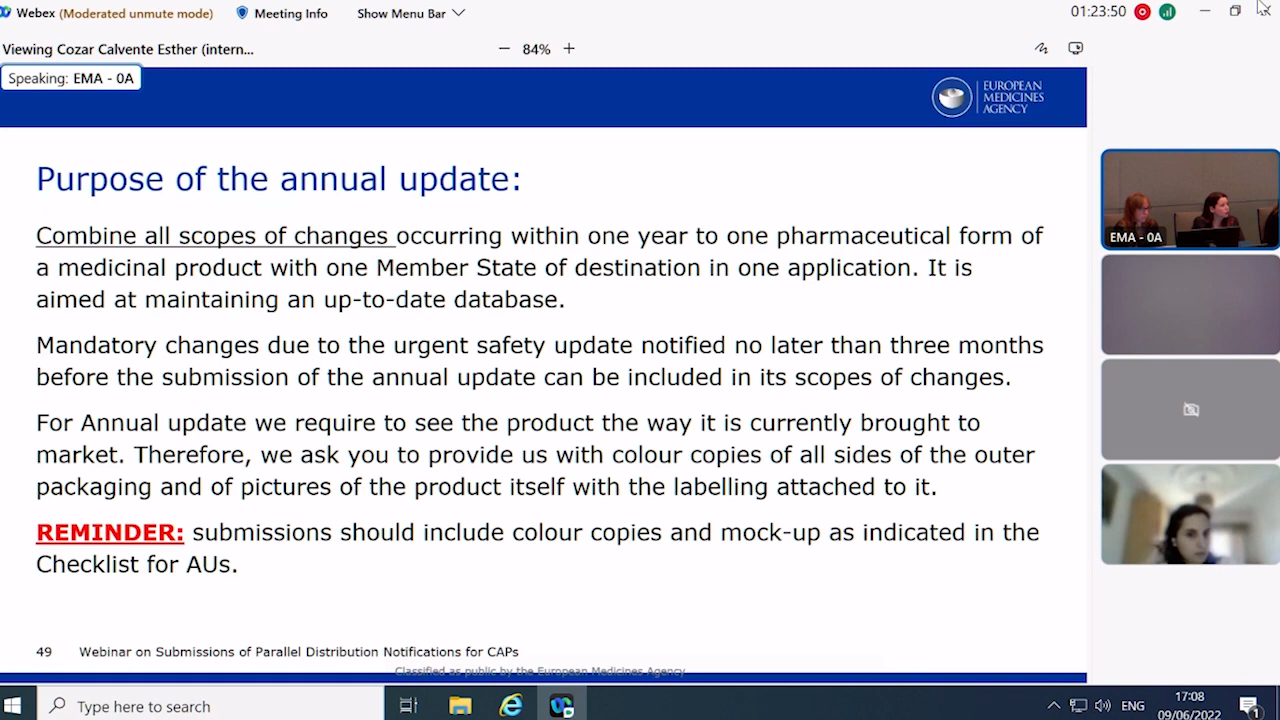 Webex (Moderated unmute mode) Meeting Info Show Menu Bar 01:23:50
Viewing Cozar Calvente Esther (intern... 84%
Speaking: EMA - 0A
EUROPEAN
MEDICINES
AGENCY
Purpose of the annual update:
Combine all scopes of changes occurring within one year to one pharmaceutical form of
a medicinal product with one Member State of destination in one application. It is
aimed at maintaining an up-to-date database.
Mandatory changes due to the urgent safety update notified no later than three months
before the submission of the annual update can be included in its scopes of changes.
For Annual update we require to see the product the way it is currently brought to
market. Therefore, we ask you to provide us with colour copies of all sides of the outer
packaging and of pictures of the product itself with the labelling attached to it.
REMINDER: submissions should include colour copies and mock-up as indicated in the
Checklist for AUs.
49 Webinar on Submissions of Parallel Distribution Notifications for CAPs
Classified as public by the European Medicines Agency
EMA - 0A
Type here to search
ENG
17:08
09/06/2022
1